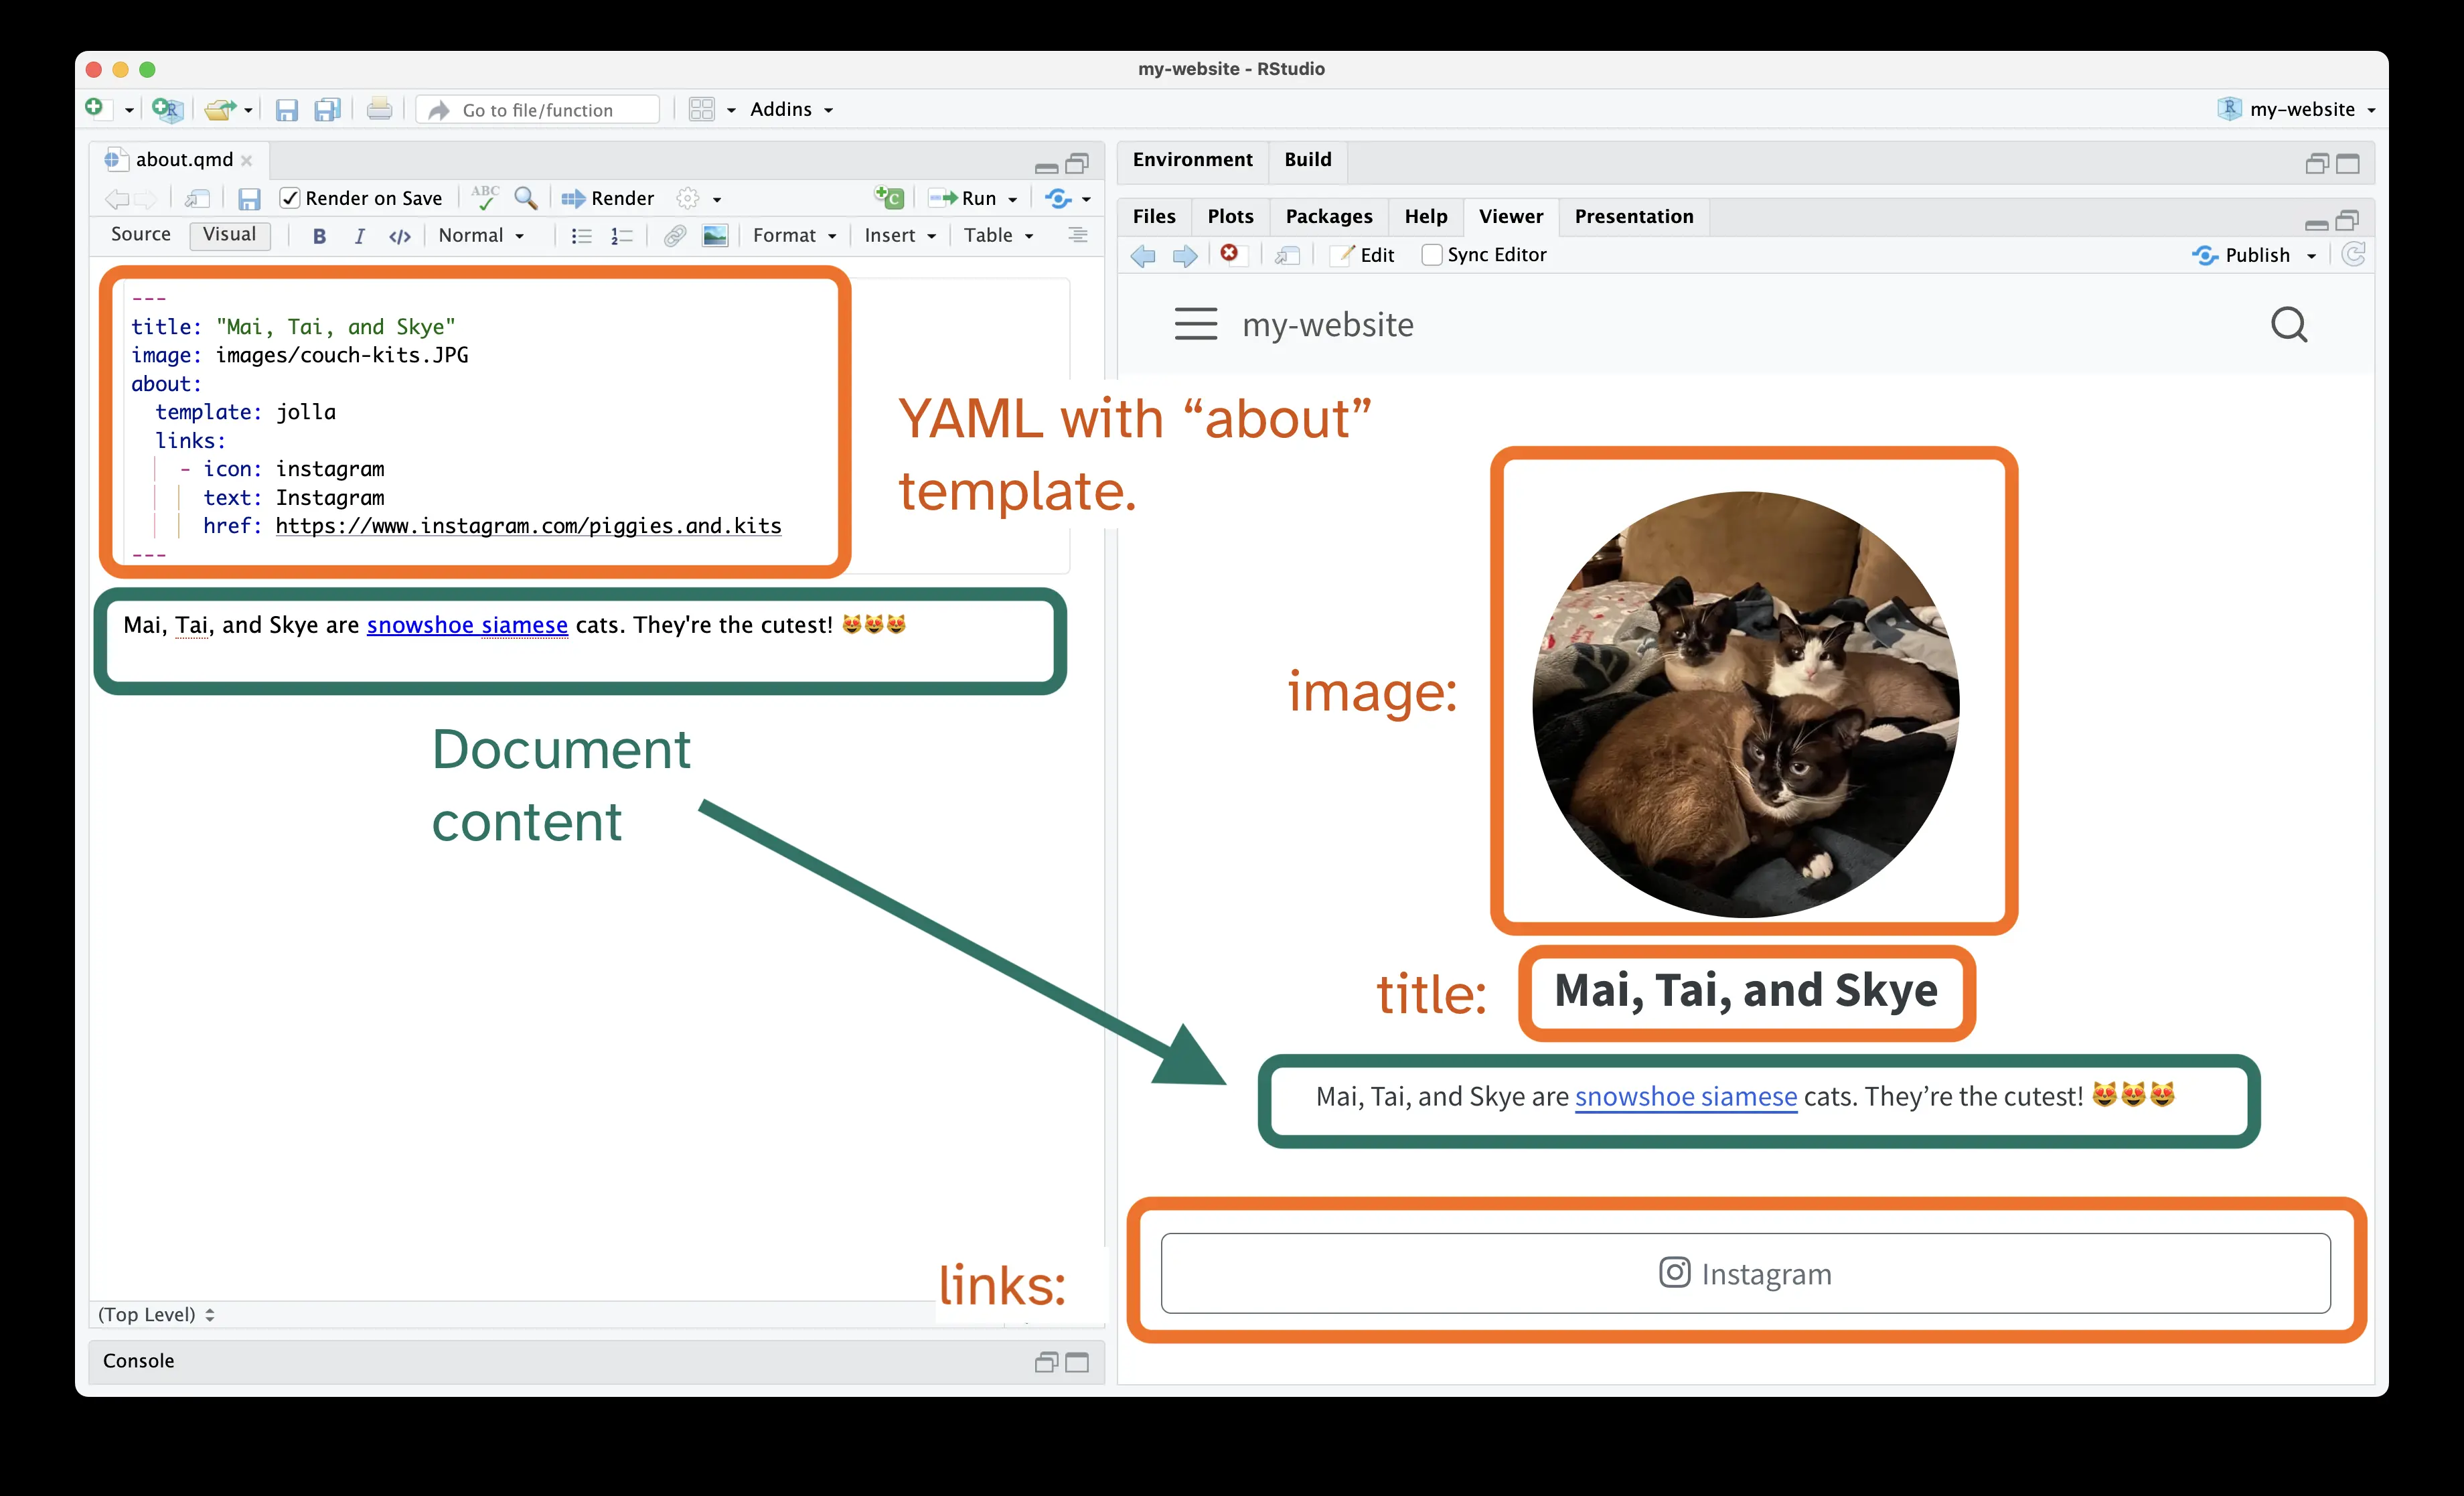 my-website - RStudio
Go to file/function
Addins
my-website
about.qmd
Render on Save
ABC
Render
Run
Source
Visual
B
I
</>
Normal
Format
Insert
Table
---
title: "Mai, Tai, and Skye"
image: images/couch-kits.JPG
about:
template: jolla
links:
- icon: instagram
text: Instagram
href: https://www.instagram.com/piggies.and.kits
---
Mai, Tai, and Skye are snowshoe siamese cats. They're the cutest! 😻😻😻
YAML with “about”
template.
Document
content
(Top Level)
Console
Environment
Build
Files
Plots
Packages
Help
Viewer
Presentation
Edit
Sync Editor
Publish
my-website
image:
title:
Mai, Tai, and Skye
Mai, Tai, and Skye are snowshoe siamese cats. They’re the cutest! 😻😻😻
links:
Instagram